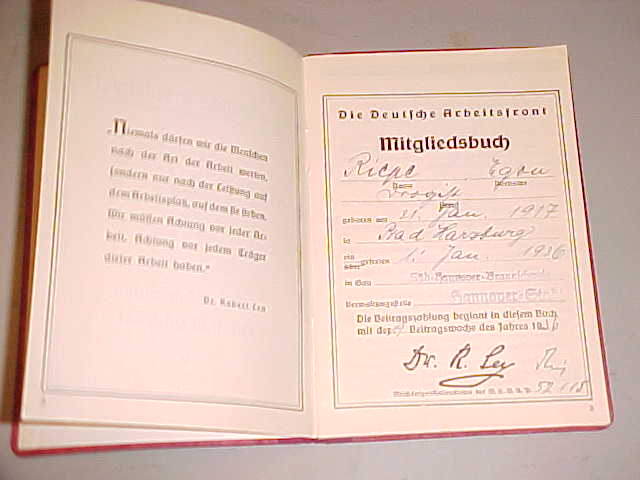 „Niemals dürfen wir die Menschen
nach der Art der Arbeit werten,
sondern nur nach der Leistung auf
dem Arbeitsplatz, auf dem sie stehen.
Wir müssen Achtung vor jeder Ar-
beit, Achtung vor jedem Träger
dieser Arbeit haben.“
Dr. Robert Ley
Die Deutsche Arbeitsfront
Mitgliedsbuch
Riepe Egon
Name Vorname
Drogist
Beruf
geboren am 21. Jan. 1917
in Bad Harzburg
ein getreten 1. Jan. 1936
in Gau Süd-Hannover-Braunschweig
Verwaltungsstelle Hannover-Stadt
Die Beitragszahlung beginnt in diesem Buch
mit der Beitragswoche des Jahres
Dr. R. Ley
Reichsorganisationsleiter der N.S.D.A.P.
3